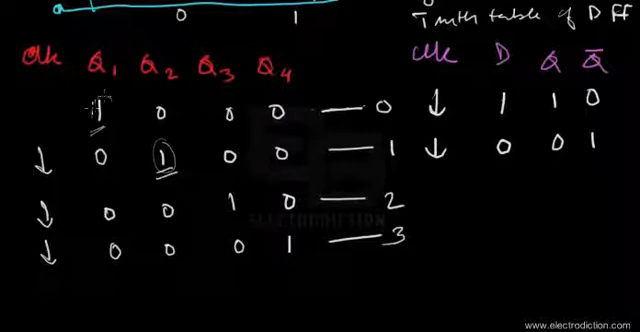 0 1
Truth table of D FF
Clk Q1 Q2 Q3 Q4
Clk D Q Q̅
1 0 0 0 — 0
↓ 1 1 0
↓ 0 1 0 0 — 1
↓ 0 0 1
↓ 0 0 1 0 — 2
↓ 0 0 0 1 — 3
ELECTRODICTION
www.electrodiction.com